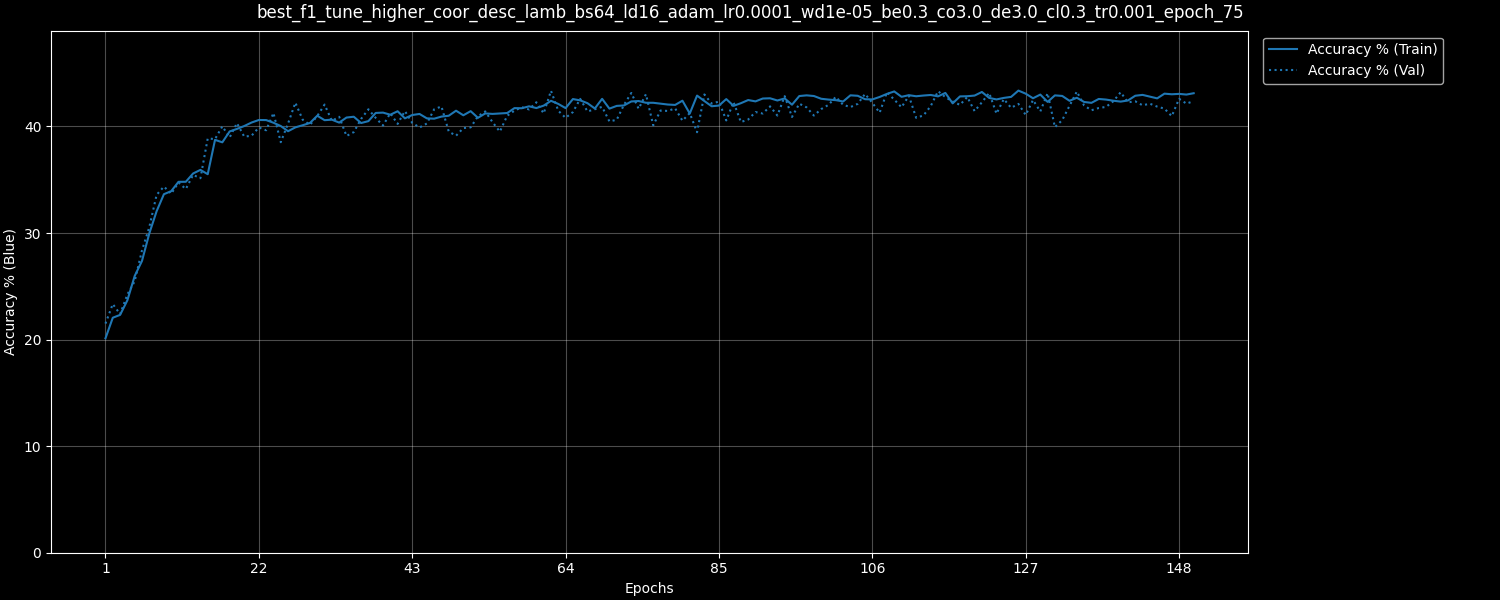 best_f1_tune_higher_coor_desc_lamb_bs64_ld16_adam_lr0.0001_wd1e-05_be0.3_co3.0_de3.0_cl0.3_tr0.001_epoch_75
Accuracy % (Train)
Accuracy % (Val)
Accuracy % (Blue)
40
30
20
10
0
1 22 43 64 85 106 127 148
Epochs